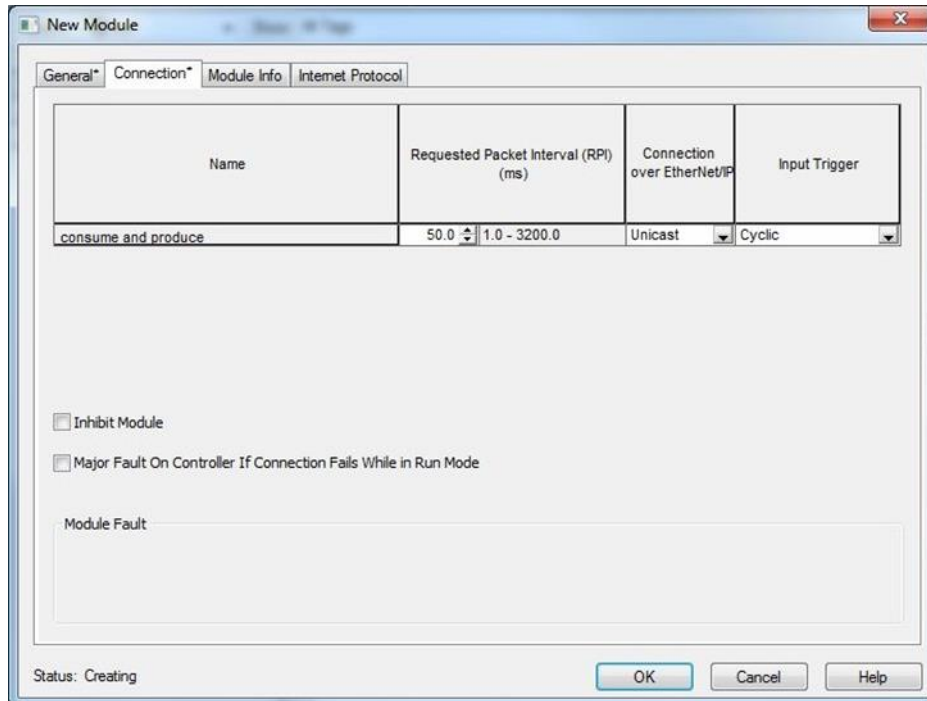 New Module
General* Connection* Module Info Internet Protocol
Name
Requested Packet Interval (RPI)
(ms)
Connection
over EtherNet/IP
Input Trigger
consume and produce 50.0 1.0 - 3200.0 Unicast Cyclic
Inhibit Module
Major Fault On Controller If Connection Fails While in Run Mode
Module Fault
Status: Creating OK Cancel Help